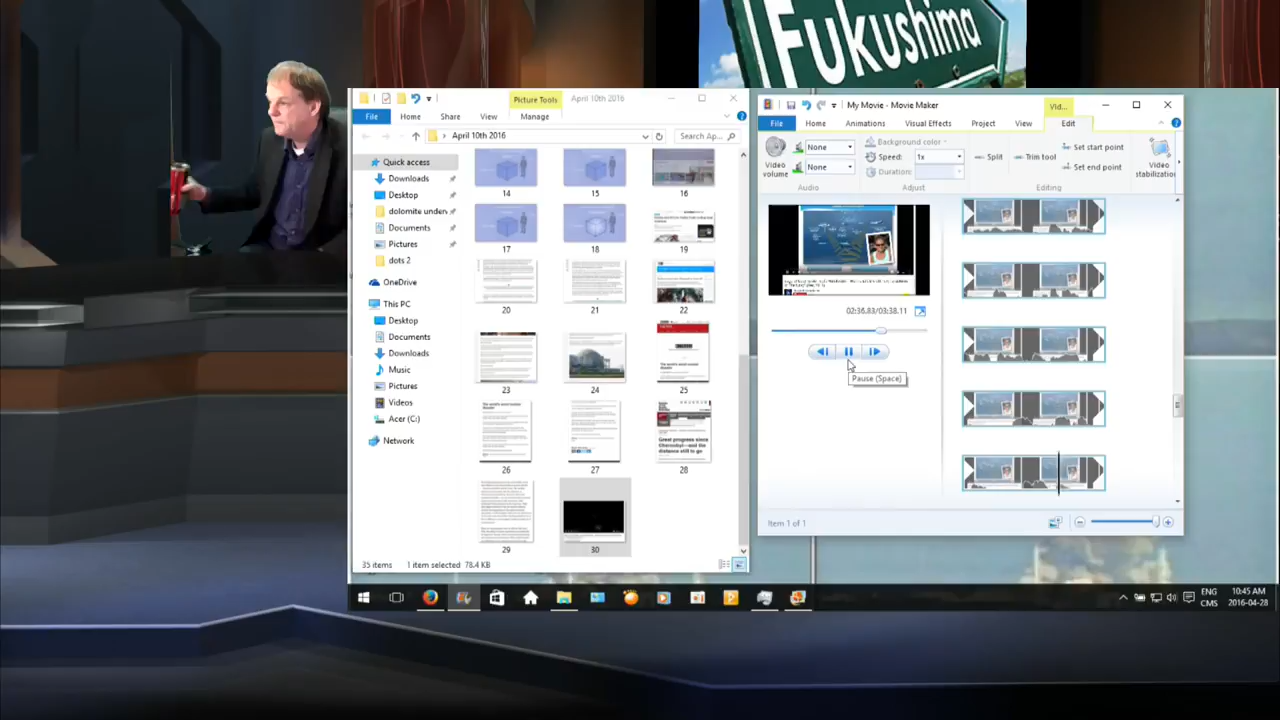 Fukushima
Picture Tools
April 10th 2016
File
Home
Share
View
Manage
April 10th 2016
Search Ap...
Quick access
Downloads
Desktop
dolomite under
Documents
Pictures
dots 2
OneDrive
This PC
Desktop
Documents
Downloads
Music
Pictures
Videos
Acer (C:)
Network
14
15
16
17
18
19
20
21
22
23
24
25
26
27
Great progress since
Chernobyl—and the
distance still to go
28
29
30
35 items
1 item selected 78.4 KB
My Movie - Movie Maker
Vid...
File
Home
Animations
Visual Effects
Project
View
Edit
Video
volume
None
None
Audio
Background color
Speed:
1x
Duration:
Adjust
Split
Trim tool
Set start point
Set end point
Editing
Video
stabilization
02:36.83/03:38.11
Pause (Space)
Item 1 of 1
ENG
CMS
10:45 AM
2016-04-28